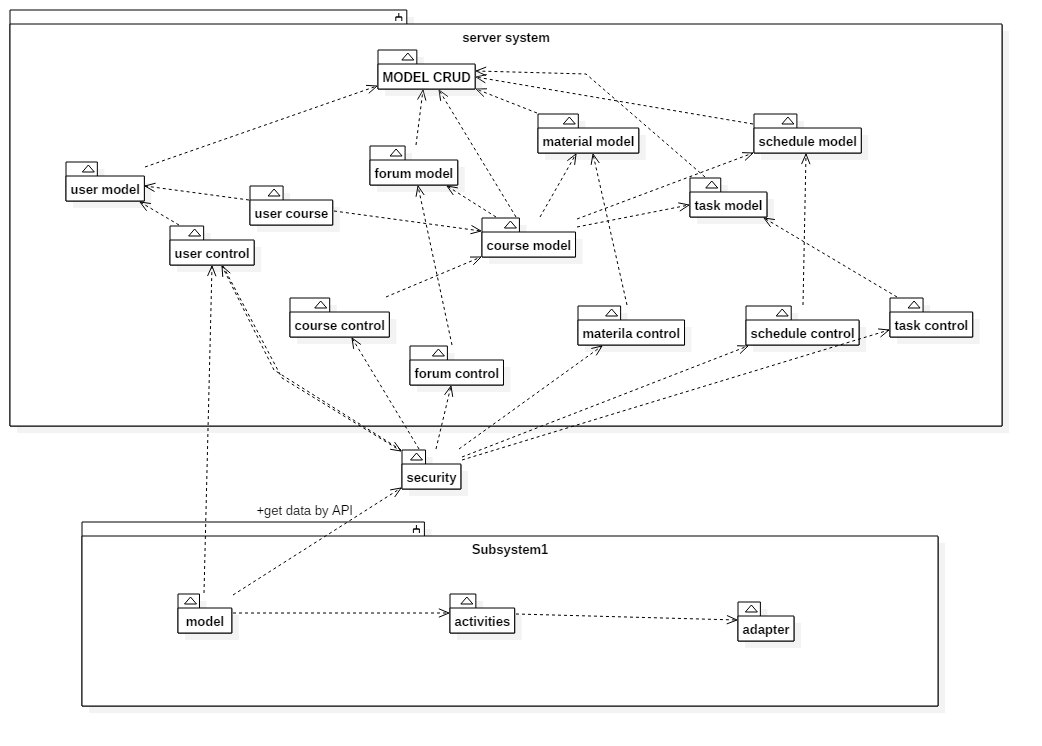 server system
MODEL CRUD
material model
schedule model
forum model
user model
user course
task model
course model
user control
course control
materila control
schedule control
task control
forum control
security
+get data by API
Subsystem1
model
activities
adapter